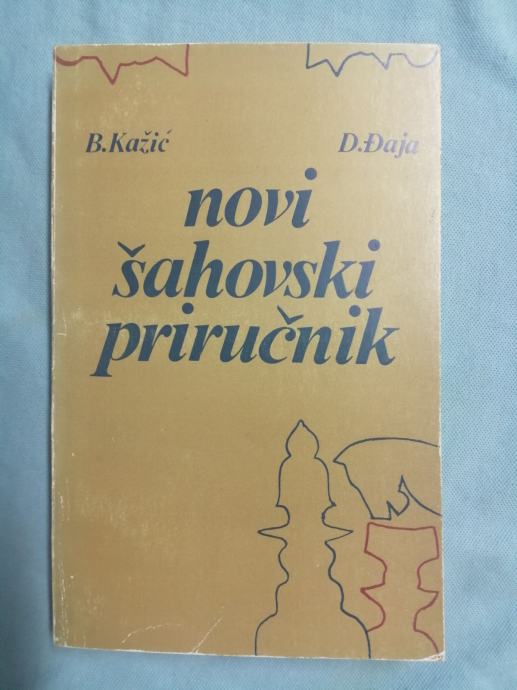 B.Kažić D.Đaja
novi
šahovski
priručnik